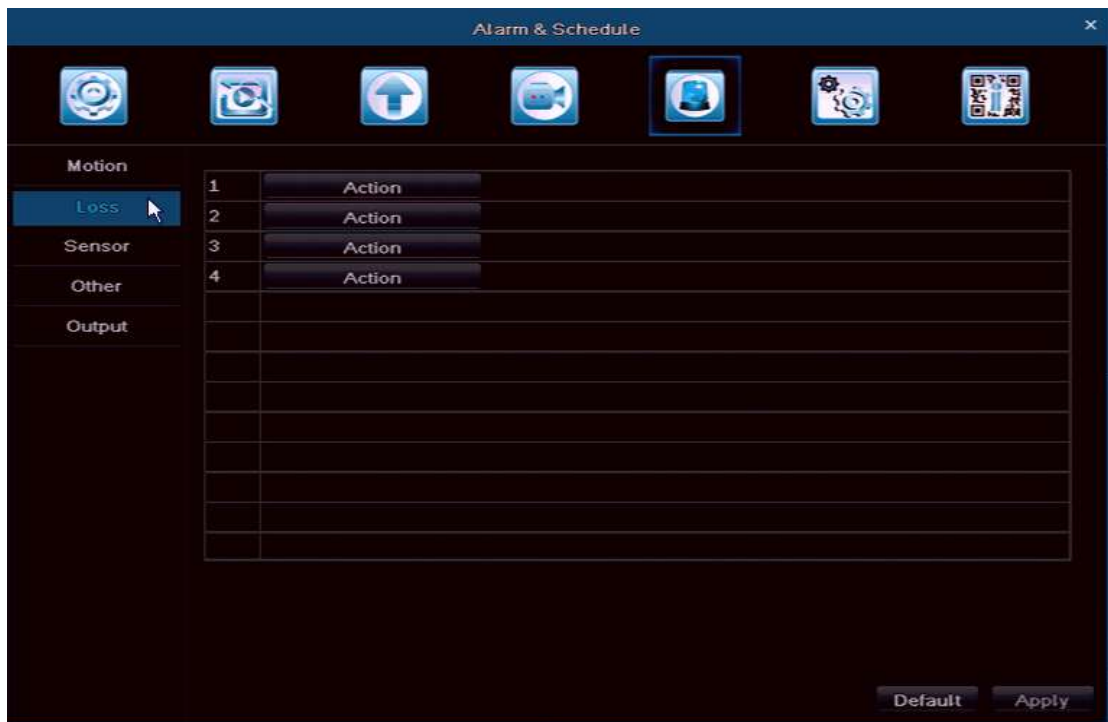 Alarm & Schedule
Motion
Loss
Sensor
Other
Output
1 Action
2 Action
3 Action
4 Action
Default Apply